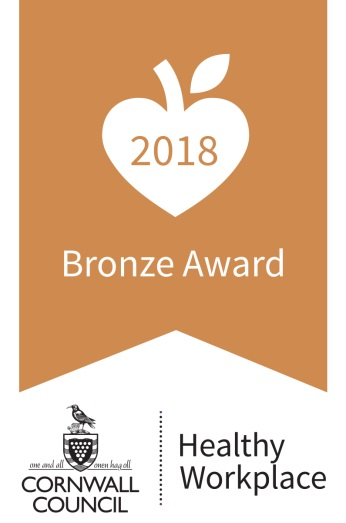 2018
Bronze Award
one and all onen hag oll
CORNWALL
COUNCIL
Healthy
Workplace